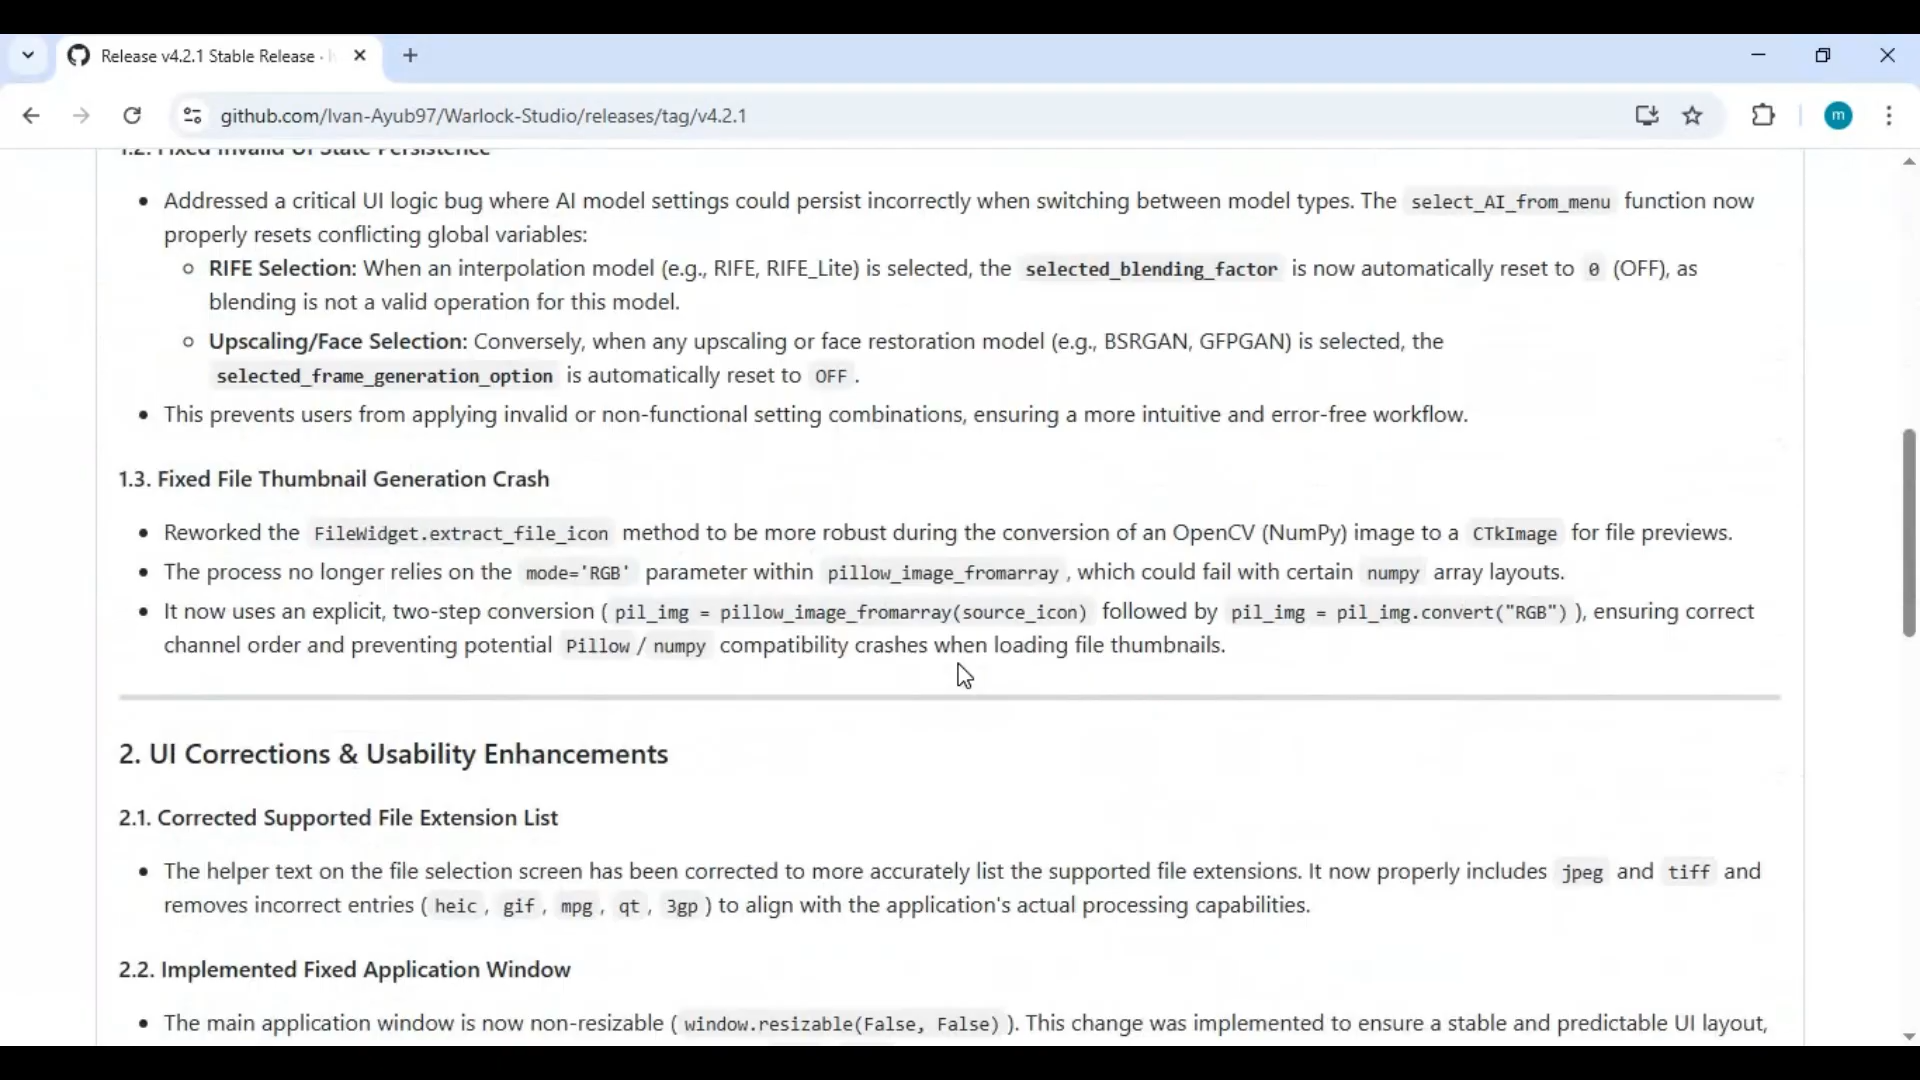 Release v4.2.1 Stable Release ·
github.com/Ivan-Ayub97/Warlock-Studio/releases/tag/v4.2.1
m
1.2. Fixed Invalid UI State Persistence
Addressed a critical UI logic bug where AI model settings could persist incorrectly when switching between model types. The select_AI_from_menu function now
properly resets conflicting global variables:
RIFE Selection: When an interpolation model (e.g., RIFE, RIFE_Lite) is selected, the selected_blending_factor is now automatically reset to 0 (OFF), as
blending is not a valid operation for this model.
Upscaling/Face Selection: Conversely, when any upscaling or face restoration model (e.g., BSRGAN, GFPGAN) is selected, the
selected_frame_generation_option is automatically reset to OFF.
This prevents users from applying invalid or non-functional setting combinations, ensuring a more intuitive and error-free workflow.
1.3. Fixed File Thumbnail Generation Crash
Reworked the FileWidget.extract_file_icon method to be more robust during the conversion of an OpenCV (NumPy) image to a CTkImage for file previews.
The process no longer relies on the mode='RGB' parameter within pillow_image_fromarray, which could fail with certain numpy array layouts.
It now uses an explicit, two-step conversion (pil_img = pillow_image_fromarray(source_icon) followed by pil_img = pil_img.convert("RGB")), ensuring correct
channel order and preventing potential Pillow/numpy compatibility crashes when loading file thumbnails.
2. UI Corrections & Usability Enhancements
2.1. Corrected Supported File Extension List
The helper text on the file selection screen has been corrected to more accurately list the supported file extensions. It now properly includes jpeg and tiff and
removes incorrect entries (heic, gif, mpg, qt, 3gp) to align with the application's actual processing capabilities.
2.2. Implemented Fixed Application Window
The main application window is now non-resizable (window.resizable(False, False)). This change was implemented to ensure a stable and predictable UI layout,